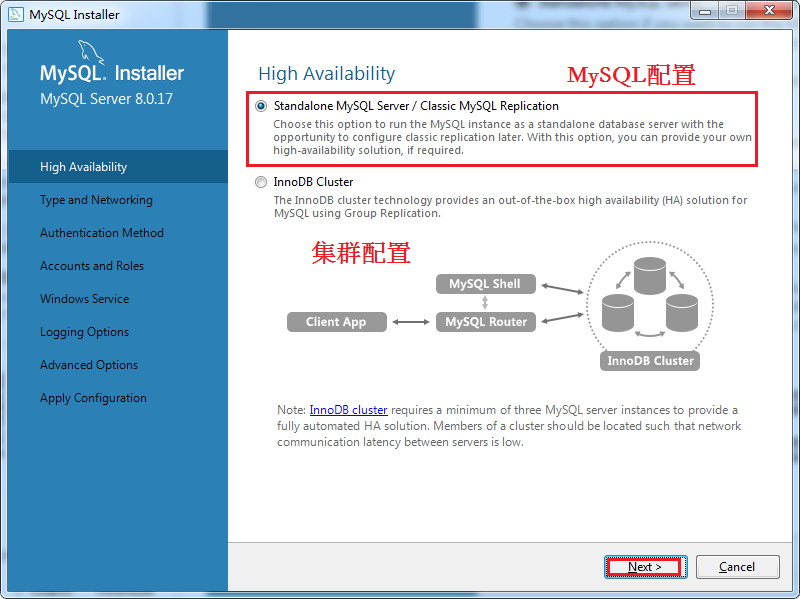 MySQL Installer
MySQL. Installer
MySQL Server 8.0.17
High Availability
Type and Networking
Authentication Method
Accounts and Roles
Windows Service
Logging Options
Advanced Options
Apply Configuration
High Availability
MySQL配置
Standalone MySQL Server / Classic MySQL Replication
Choose this option to run the MySQL instance as a standalone database server with the
opportunity to configure classic replication later. With this option, you can provide your own
high-availability solution, if required.
InnoDB Cluster
The InnoDB cluster technology provides an out-of-the-box high availability (HA) solution for
MySQL using Group Replication.
集群配置
MySQL Shell
Client App
MySQL Router
InnoDB Cluster
Note: InnoDB cluster requires a minimum of three MySQL server instances to provide a
fully automated HA solution. Members of a cluster should be located such that network
communication latency between servers is low.
Next >
Cancel